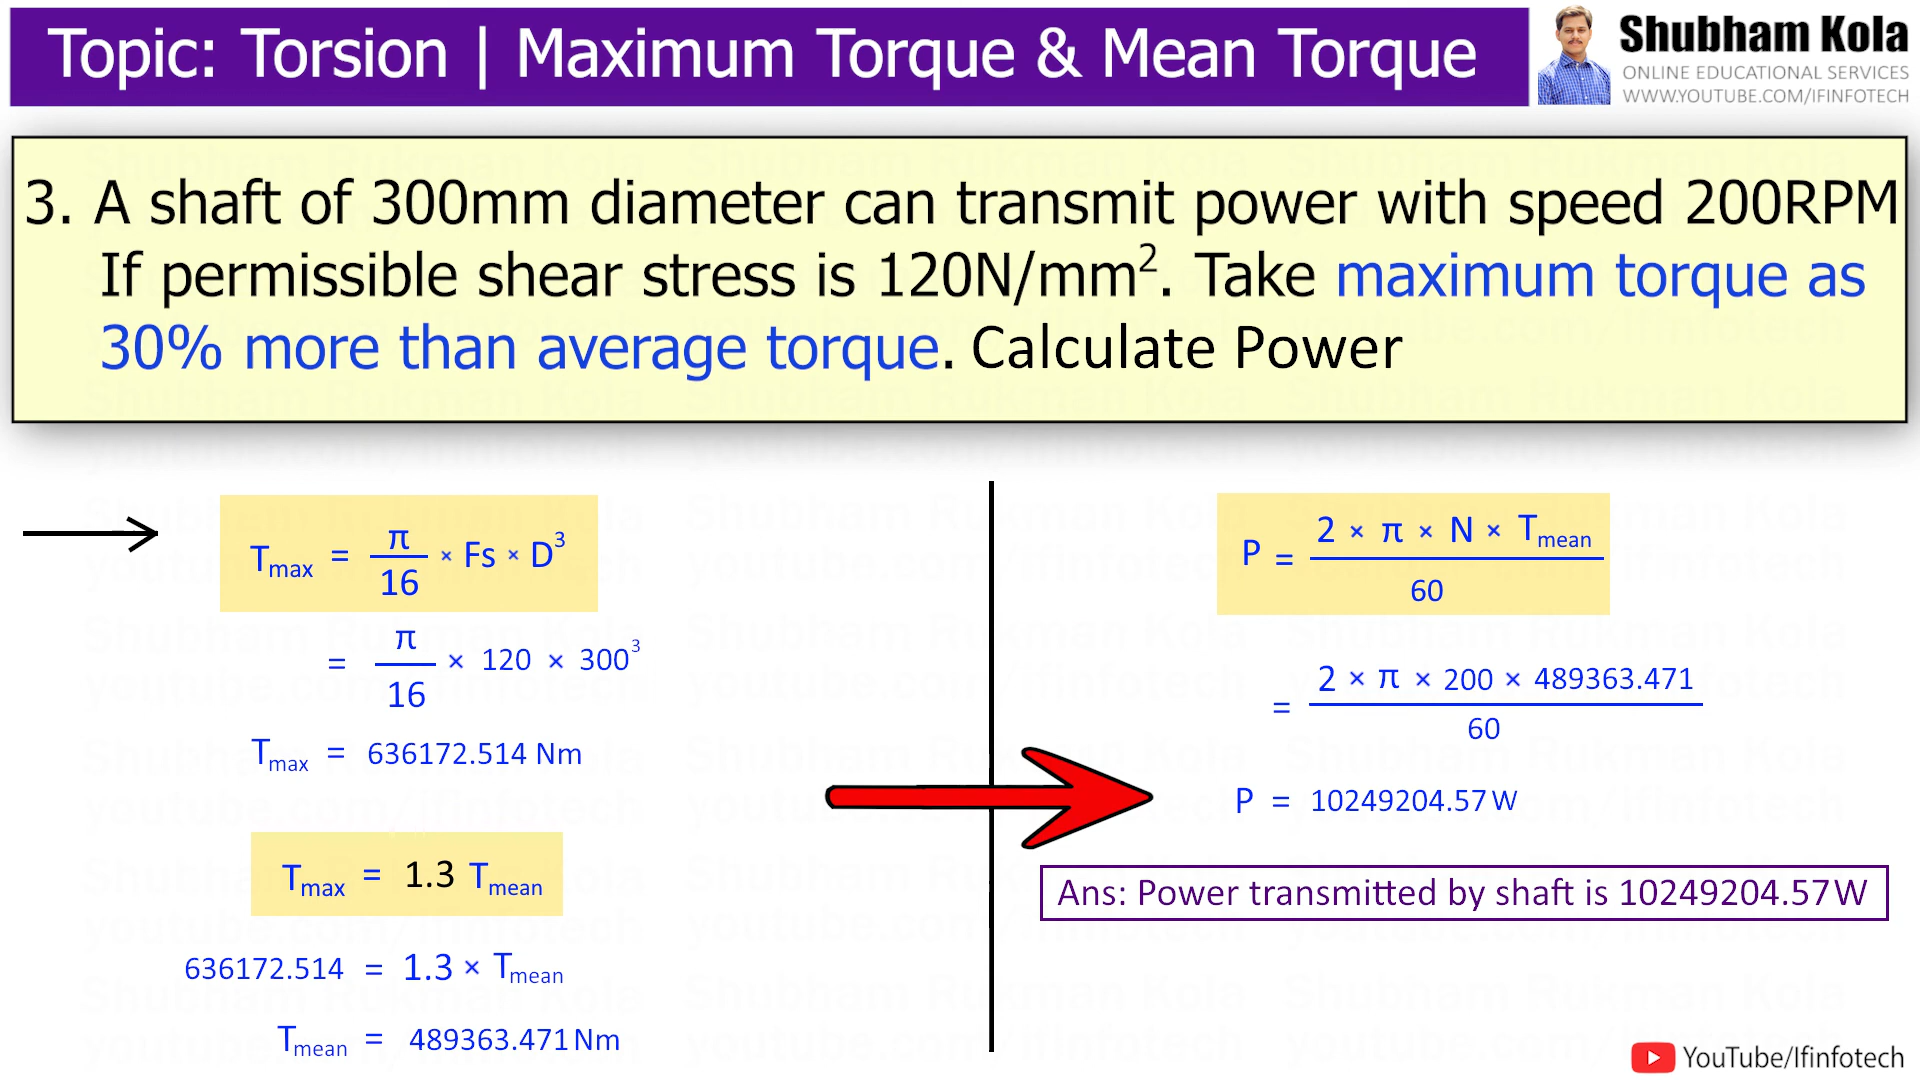 Topic: Torsion | Maximum Torque & Mean Torque
Shubham Kola
ONLINE EDUCATIONAL SERVICES
WWW.YOUTUBE.COM/IFINFOTECH
3. A shaft of 300mm diameter can transmit power with speed 200RPM
If permissible shear stress is 120N/mm². Take maximum torque as
30% more than average torque. Calculate Power
Tmax = π/16 × Fs × D³
= π/16 × 120 × 300³
Tmax = 636172.514 Nm
Tmax = 1.3 Tmean
636172.514 = 1.3 × Tmean
Tmean = 489363.471 Nm
P = 2 × π × N × Tmean / 60
= 2 × π × 200 × 489363.471 / 60
P = 10249204.57 W
Ans: Power transmitted by shaft is 10249204.57W
YouTube/Ifinfotech